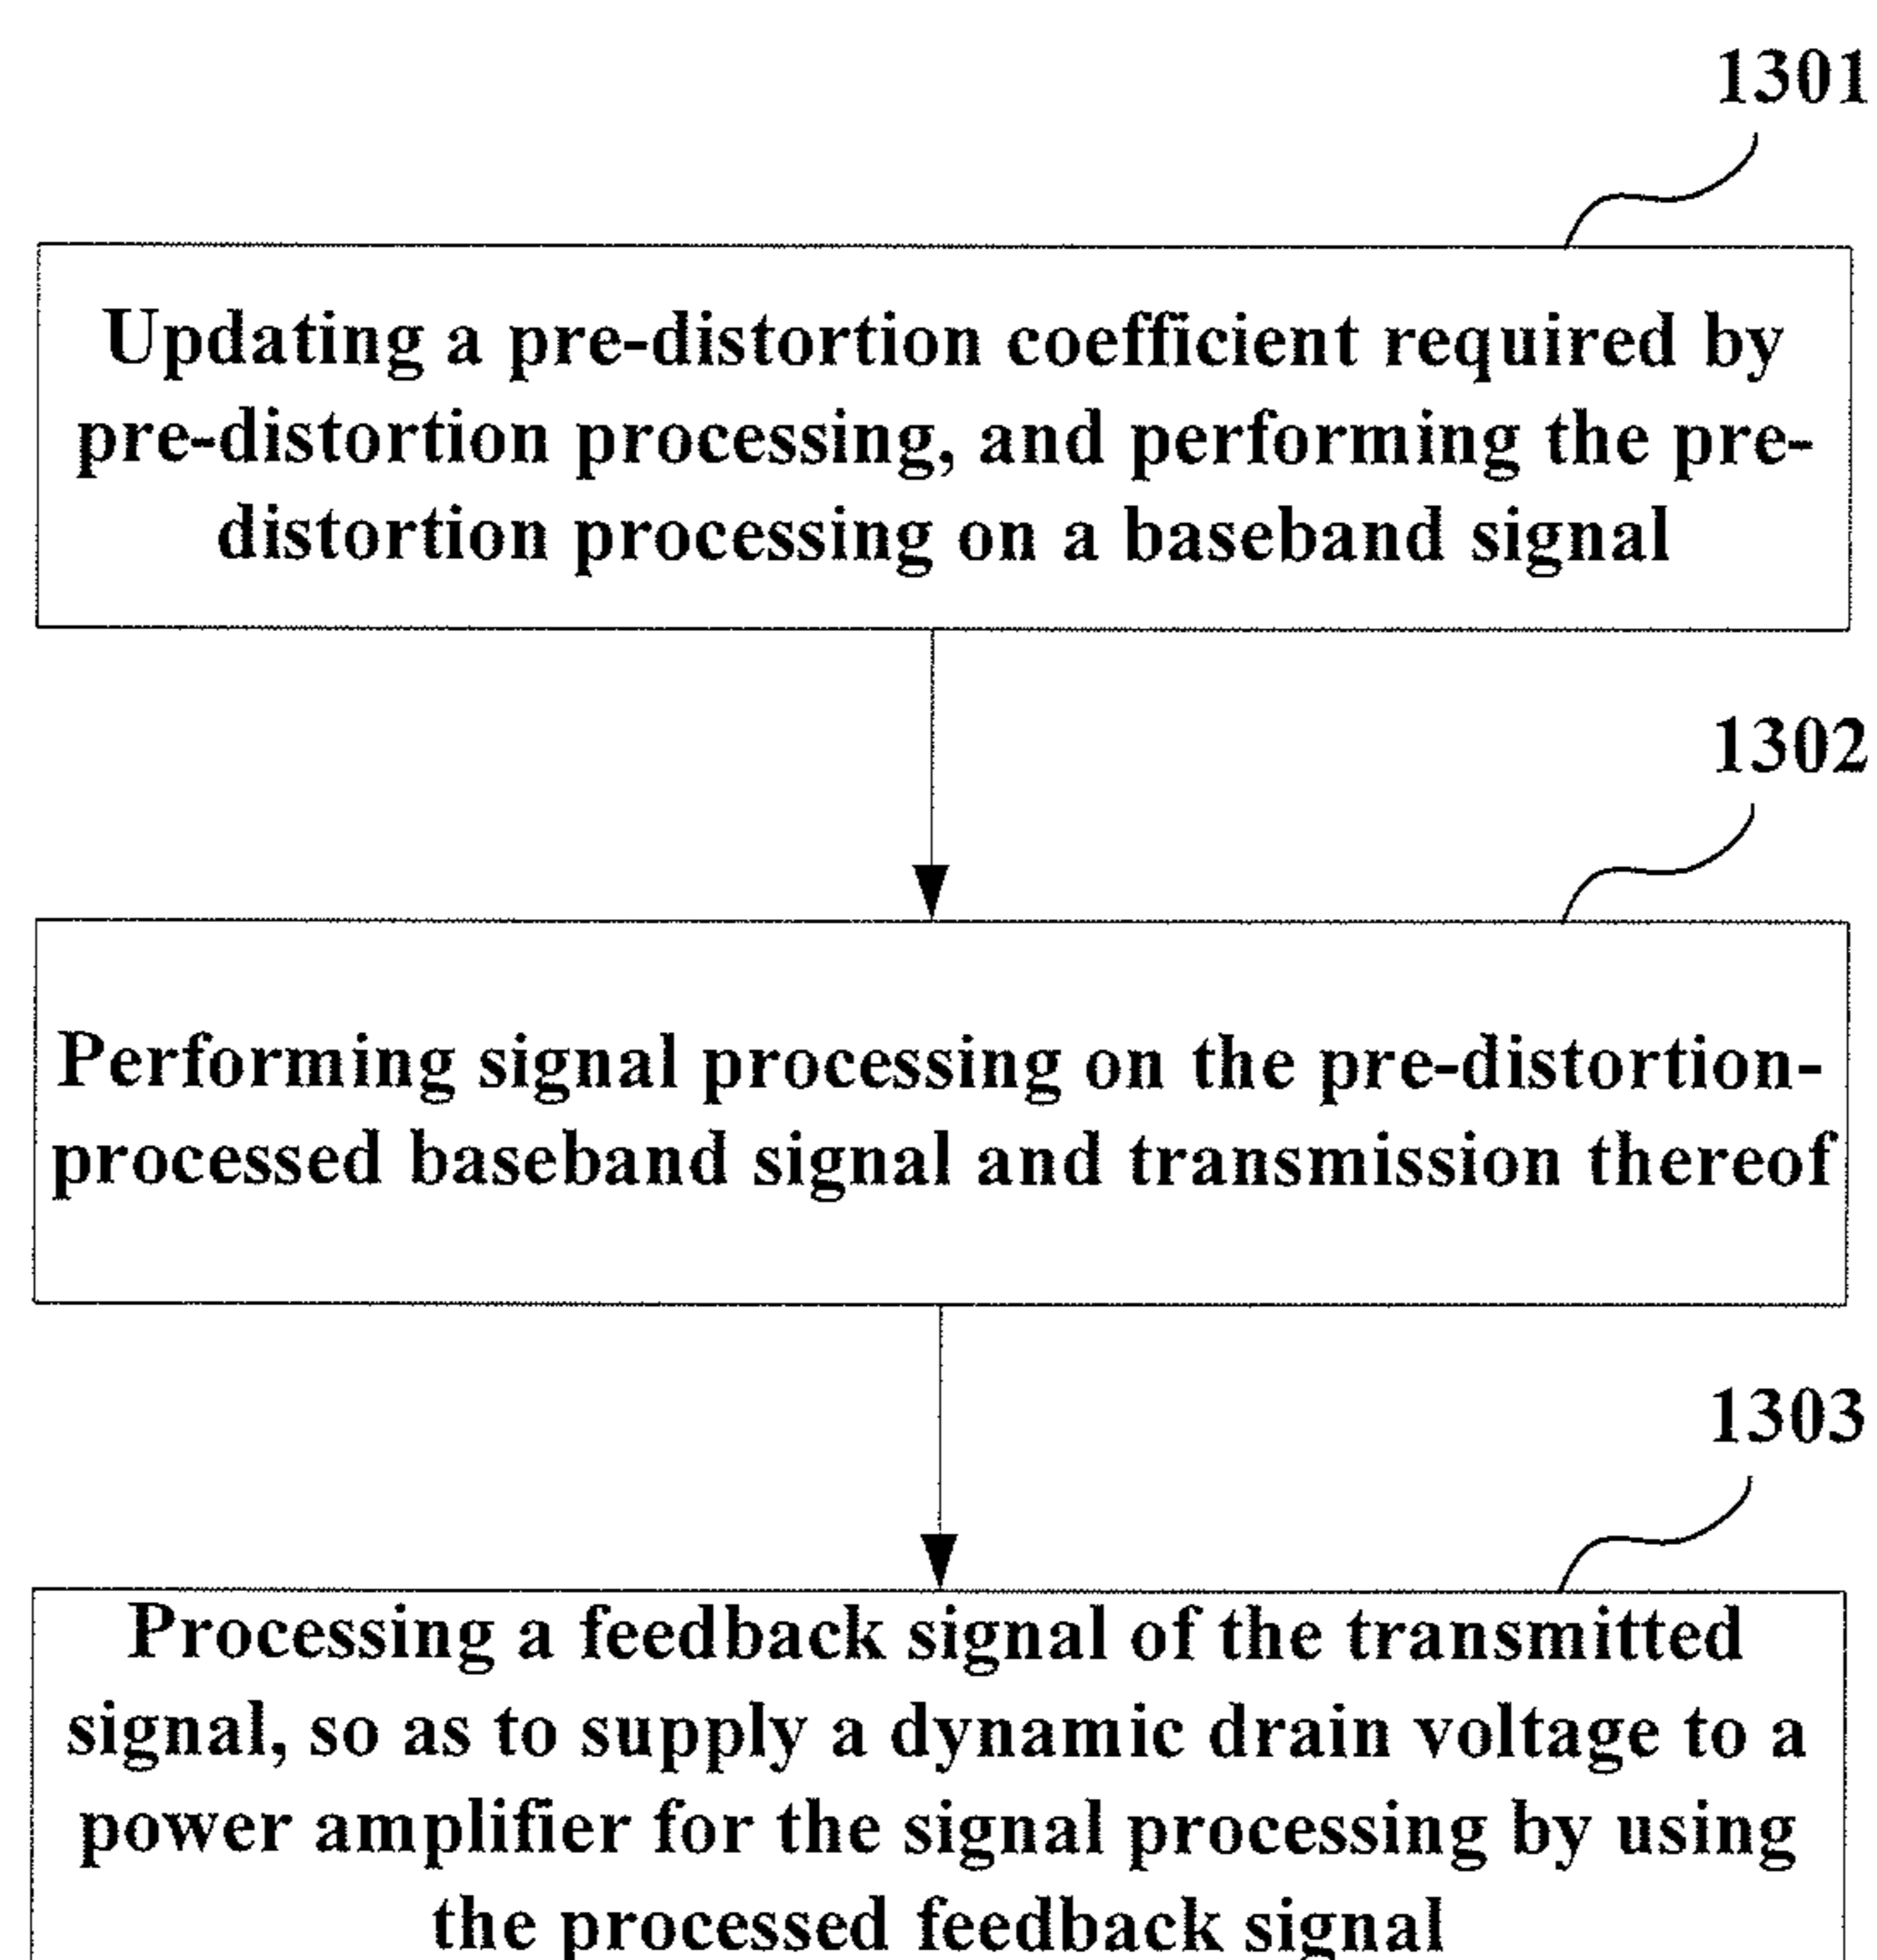 1301
Updating a pre-distortion coefficient required by
pre-distortion processing, and performing the pre-
distortion processing on a baseband signal
1302
Performing signal processing on the pre-distortion-
processed baseband signal and transmission thereof
1303
Processing a feedback signal of the transmitted
signal, so as to supply a dynamic drain voltage to a
power amplifier for the signal processing by using
the processed feedback signal